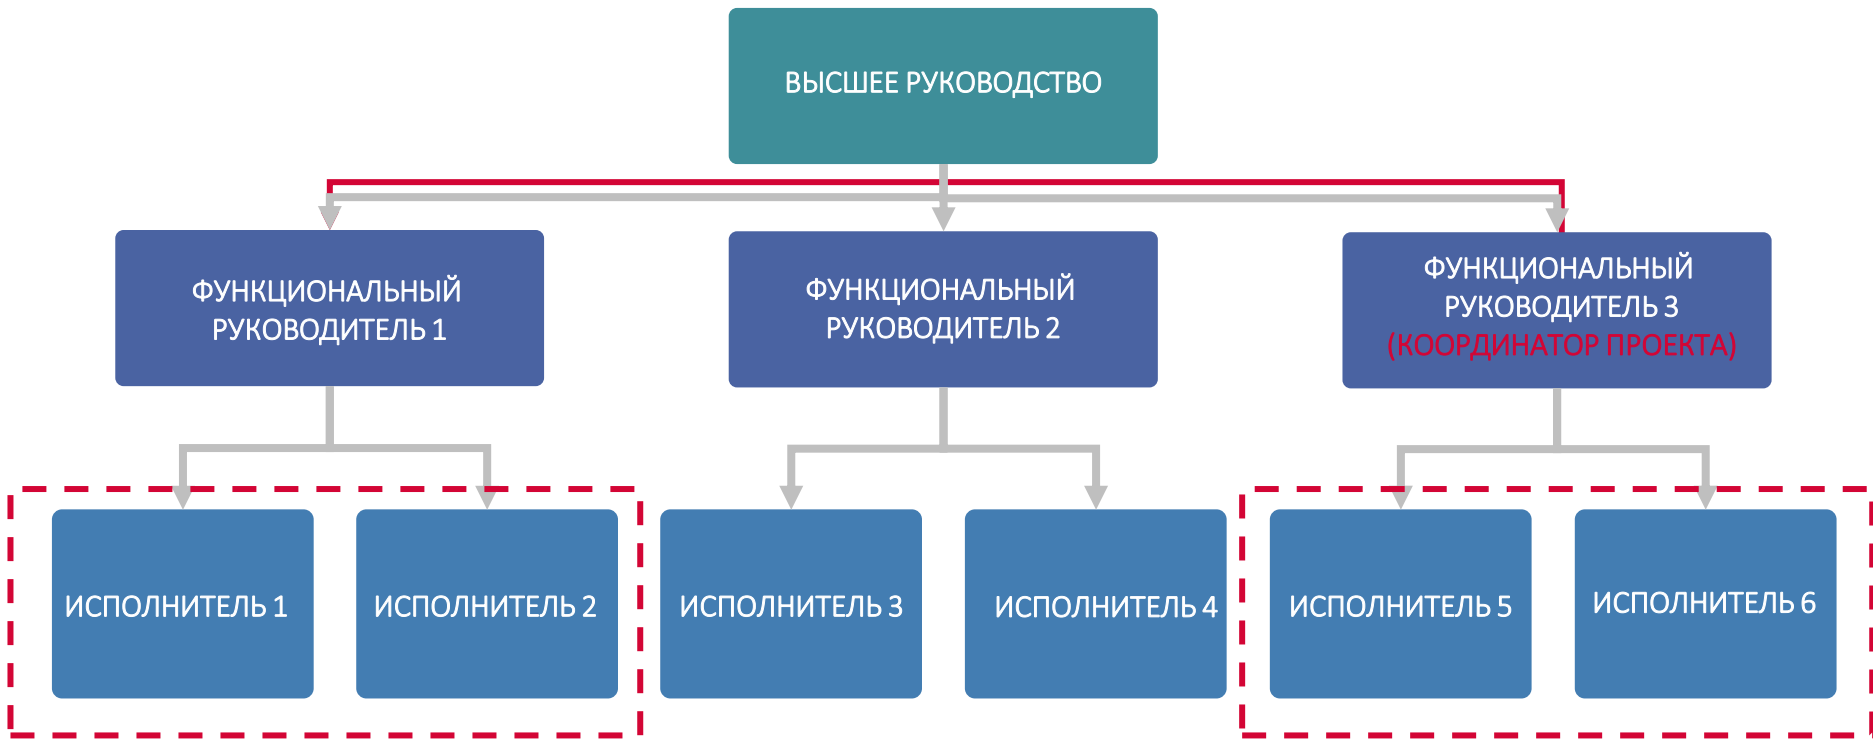 ВЫСШЕЕ РУКОВОДСТВО
ФУНКЦИОНАЛЬНЫЙ
РУКОВОДИТЕЛЬ 1
ФУНКЦИОНАЛЬНЫЙ
РУКОВОДИТЕЛЬ 2
ФУНКЦИОНАЛЬНЫЙ
РУКОВОДИТЕЛЬ 3
(КООРДИНАТОР ПРОЕКТА)
ИСПОЛНИТЕЛЬ 1
ИСПОЛНИТЕЛЬ 2
ИСПОЛНИТЕЛЬ 3
ИСПОЛНИТЕЛЬ 4
ИСПОЛНИТЕЛЬ 5
ИСПОЛНИТЕЛЬ 6